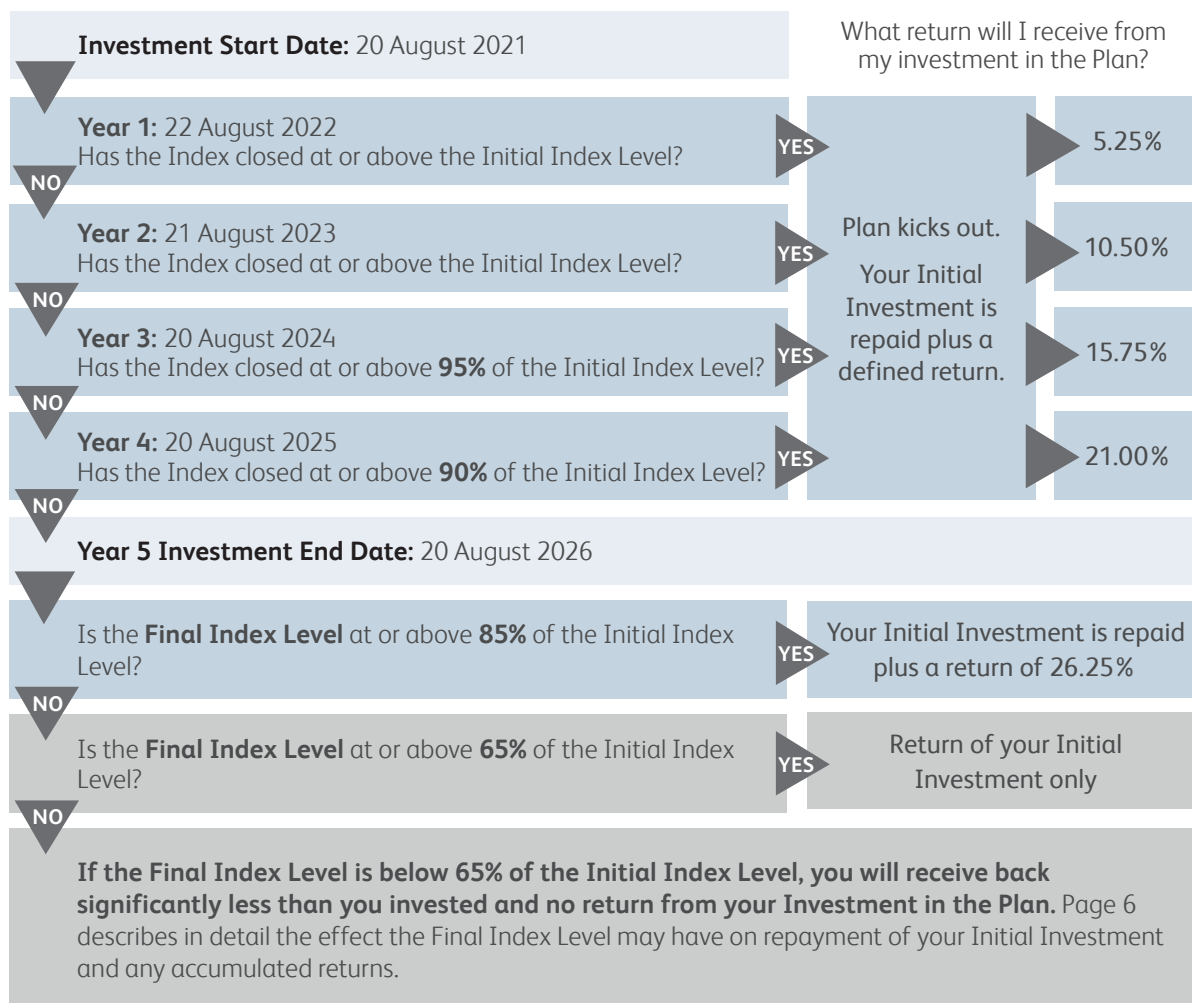 Investment Start Date: 20 August 2021
What return will I receive from
my investment in the Plan?
Year 1: 22 August 2022
Has the Index closed at or above the Initial Index Level?
YES
5.25%
NO
Year 2: 21 August 2023
Has the Index closed at or above the Initial Index Level?
YES
10.50%
NO
Year 3: 20 August 2024
Has the Index closed at or above 95% of the Initial Index Level?
YES
15.75%
NO
Year 4: 20 August 2025
Has the Index closed at or above 90% of the Initial Index Level?
YES
21.00%
Plan kicks out.
Your Initial
Investment is
repaid plus a
defined return.
NO
Year 5 Investment End Date: 20 August 2026
Is the Final Index Level at or above 85% of the Initial Index
Level?
YES
Your Initial Investment is repaid
plus a return of 26.25%
NO
Is the Final Index Level at or above 65% of the Initial Index
Level?
YES
Return of your Initial
Investment only
NO
If the Final Index Level is below 65% of the Initial Index Level, you will receive back
significantly less than you invested and no return from your Investment in the Plan. Page 6
describes in detail the effect the Final Index Level may have on repayment of your Initial Investment
and any accumulated returns.